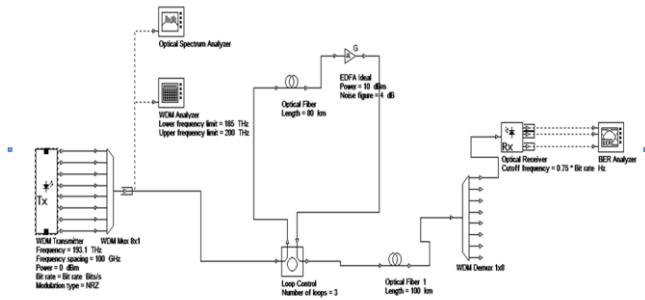 Optical Spectrum Analyzer
WDM Analyzer
Lower frequency limit = 185 THz
Upper frequency limit = 200 THz
G
EDFA Ideal
Power = 10 dBm
Noise figure = 4 dB
Optical Fiber
Length = 80 km
Rx
Optical Receiver
Cutoff frequency = 0.75 * Bit rate Hz
BER Analyzer
Tx
WDM Transmitter
Frequency = 193.1 THz
Frequency spacing = 100 GHz
Power = 0 dBm
Bit rate = Bit rate Bits/s
Modulation type = NRZ
WDM Mux 8x1
Loop Control
Number of loops = 3
Optical Fiber 1
Length = 100 km
WDM Demux 1x8